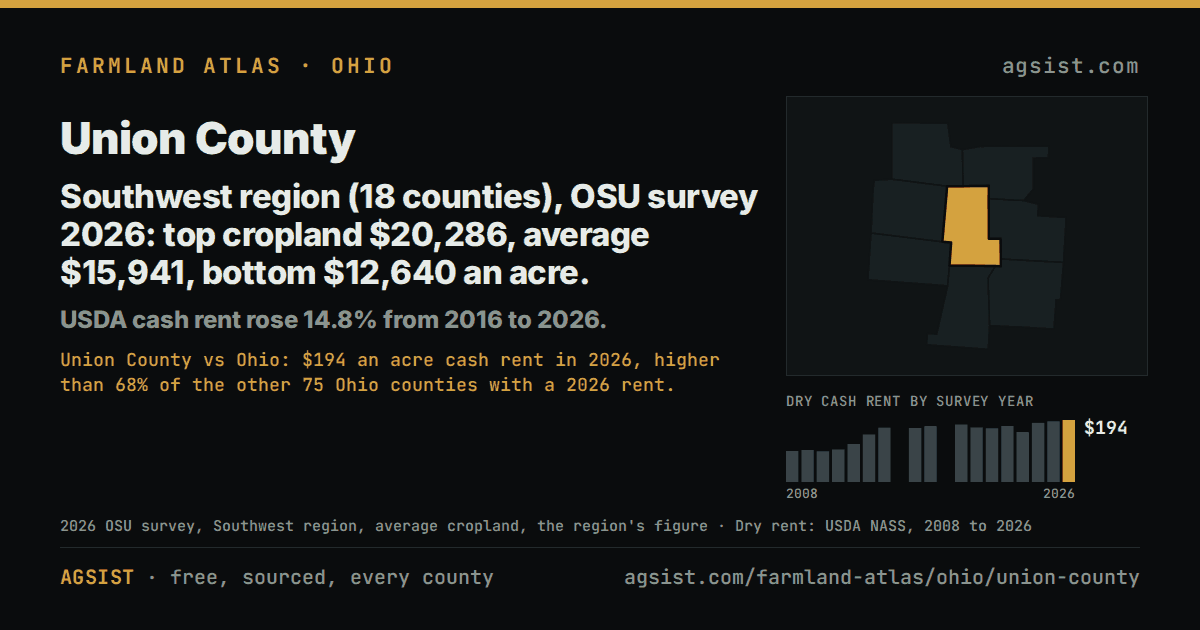 FARMLAND ATLAS · OHIO
agsist.com
Union County
Southwest region (18 counties), OSU survey
2026: top cropland $20,286, average
$15,941, bottom $12,640 an acre.
USDA cash rent rose 14.8% from 2016 to 2026.
Union County vs Ohio: $194 an acre cash rent in 2026, higher
than 68% of the other 75 Ohio counties with a 2026 rent.
DRY CASH RENT BY SURVEY YEAR
$194
2008 2026
2026 OSU survey, Southwest region, average cropland, the region's figure · Dry rent: USDA NASS, 2008 to 2026
AGSIST · free, sourced, every county
agsist.com/farmland-atlas/ohio/union-county